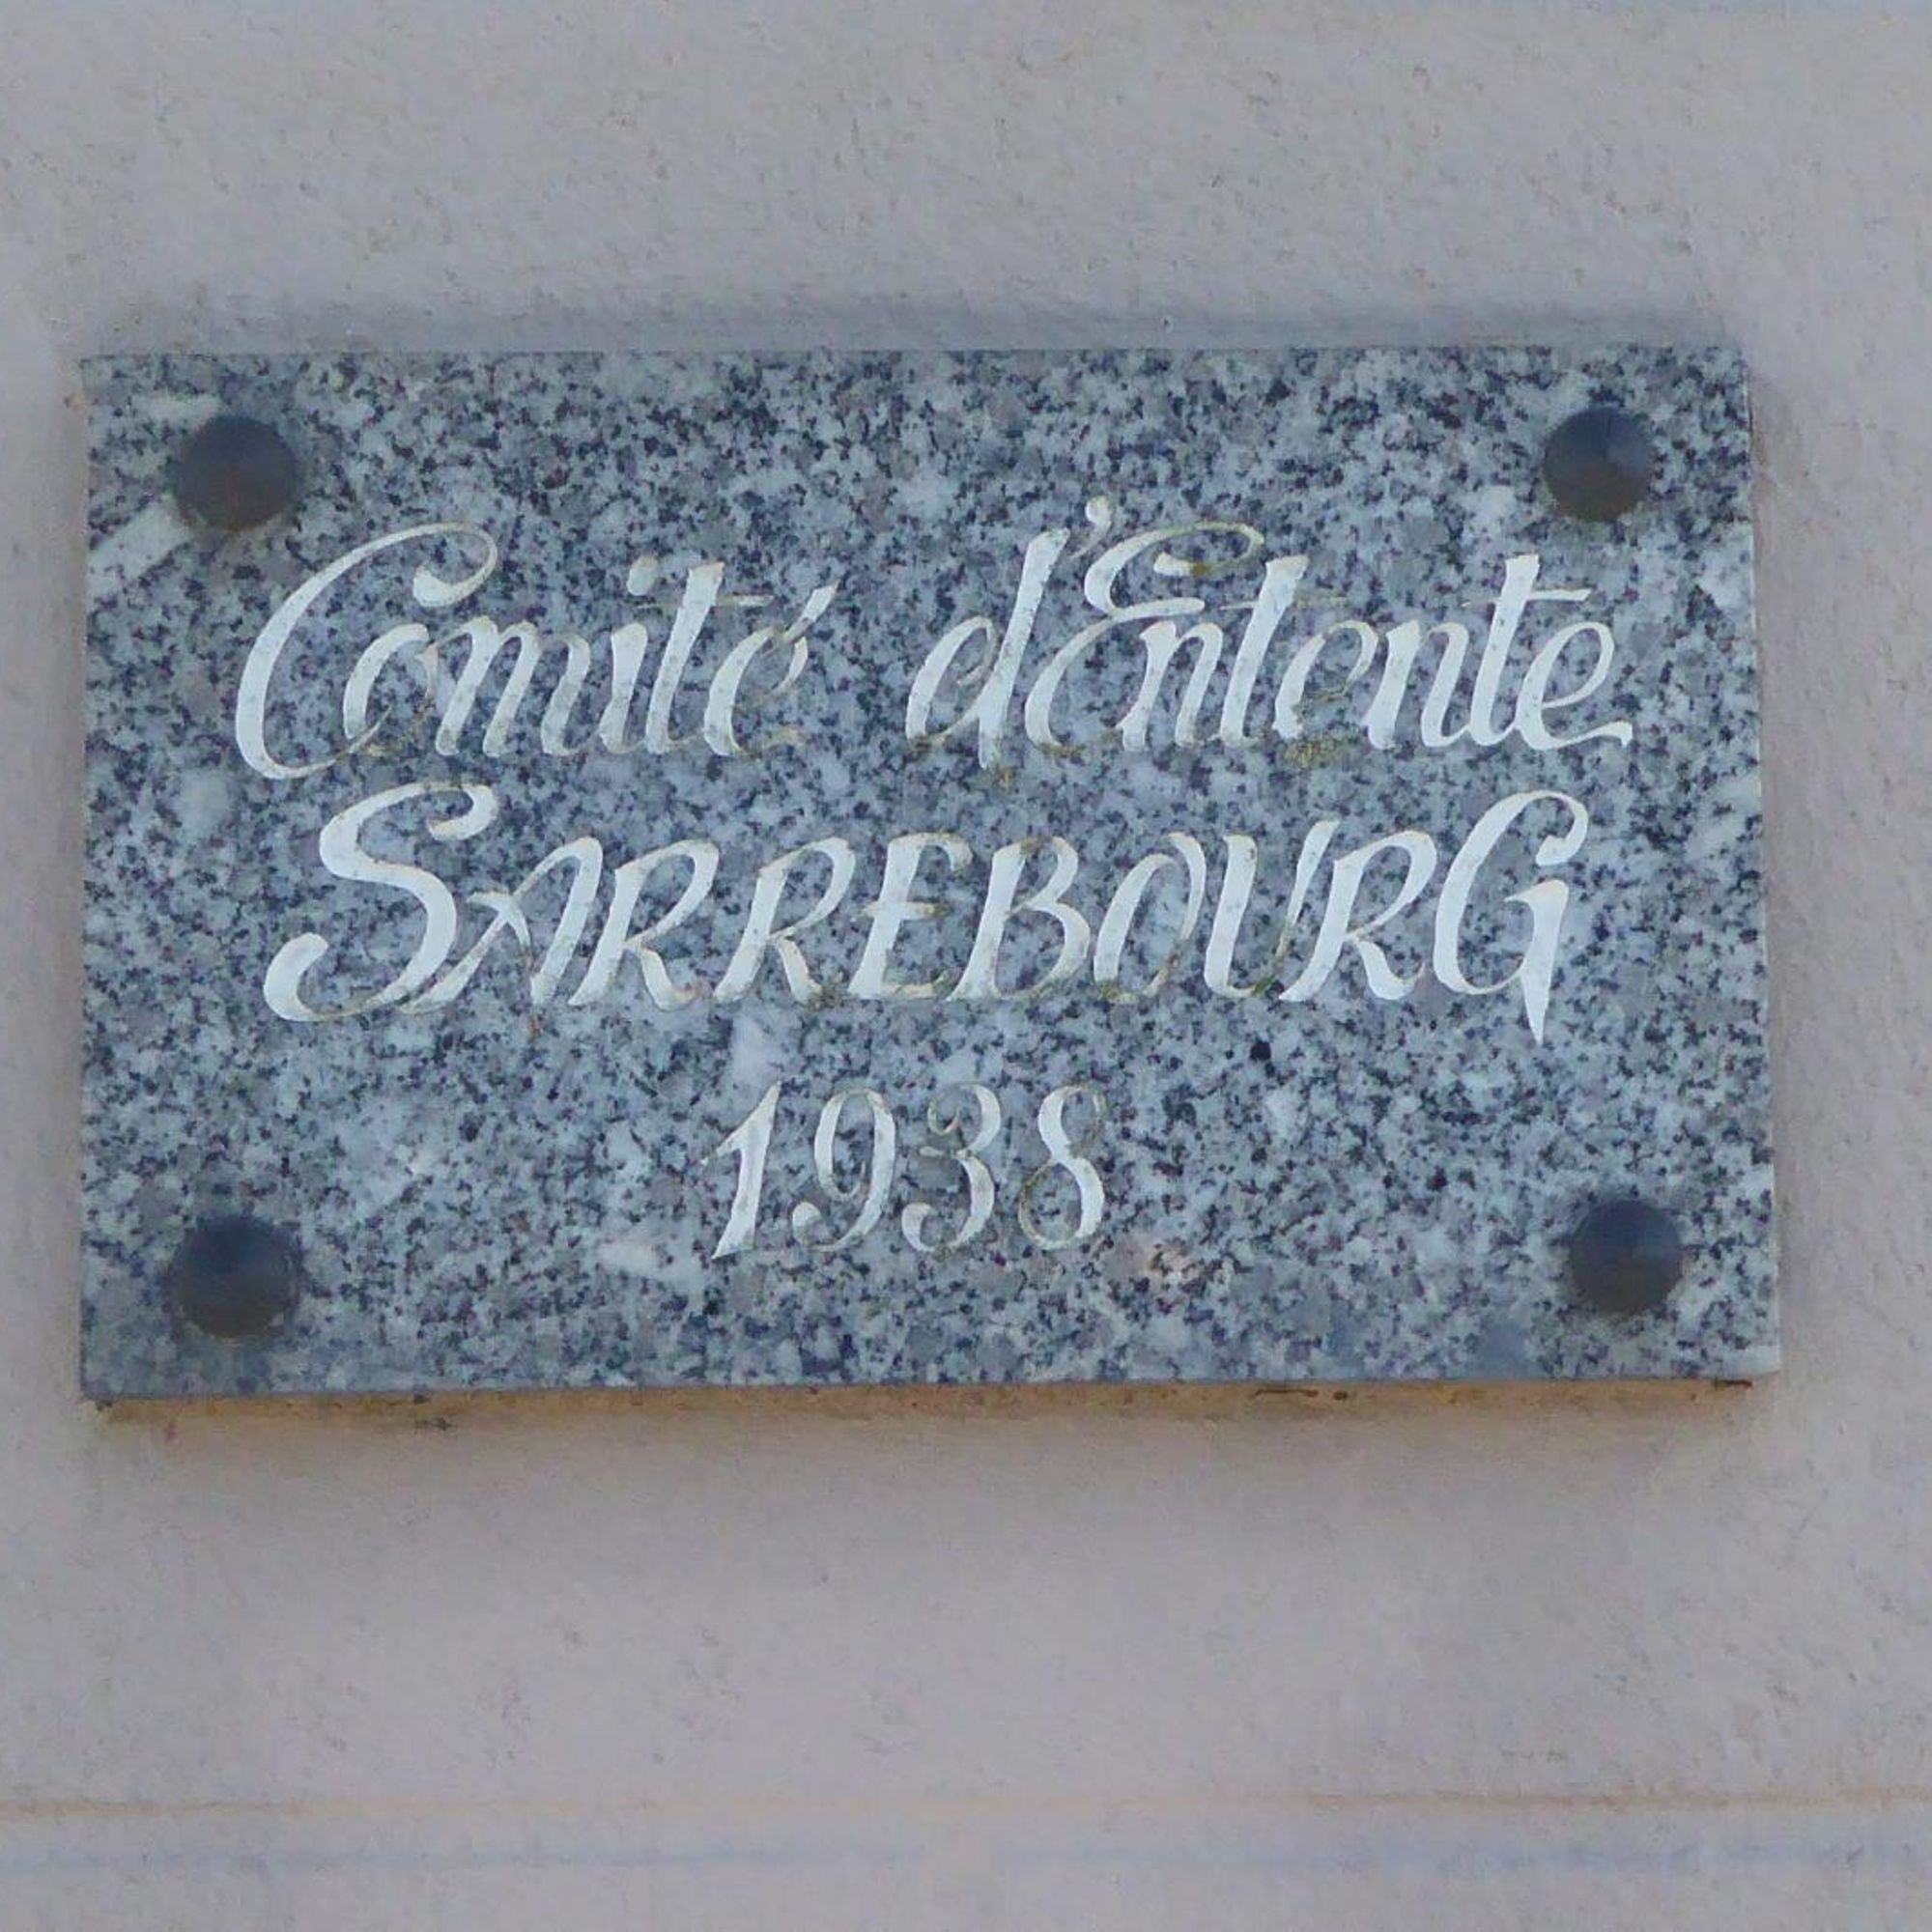 Comité d'Entente
SARREBOURG
1938